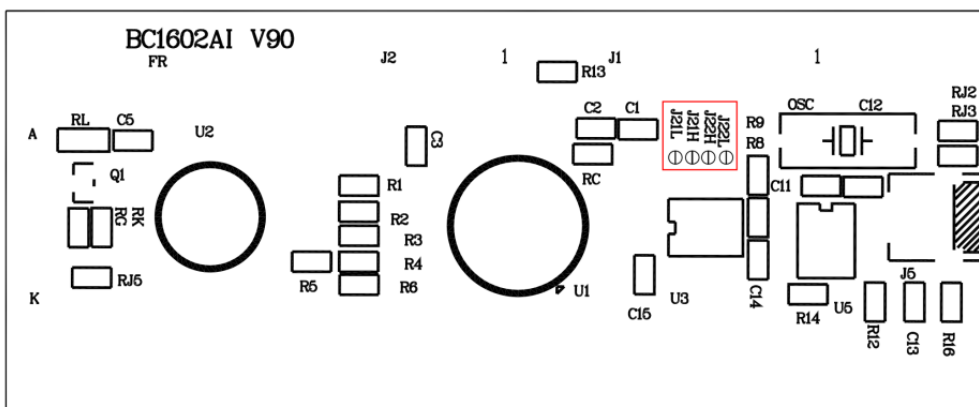 BC1602AI V90
FR
J2
1
J1
1
R13
RJ2
RJ3
A
RL
C5
U2
C3
C2
C1
J21L
J21H
J22H
J22L
R9
R8
OSC
C12
Q1
R1
RC
C11
RC
RK
R2
R3
R4
R5
R6
RJ5
K
U1
C15
U3
C14
R14
U5
J5
R12
C13
R16